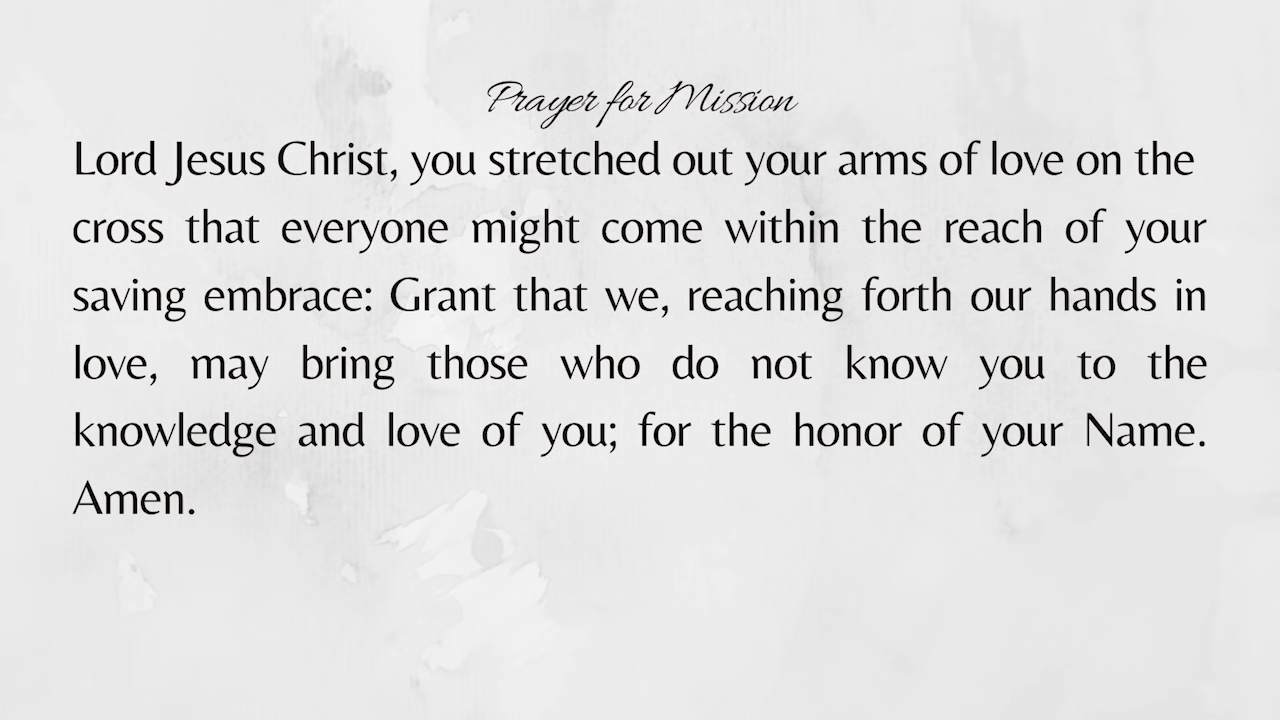 Prayer for Mission
Lord Jesus Christ, you stretched out your arms of love on the
cross that everyone might come within the reach of your
saving embrace: Grant that we, reaching forth our hands in
love, may bring those who do not know you to the
knowledge and love of you; for the honor of your Name.
Amen.